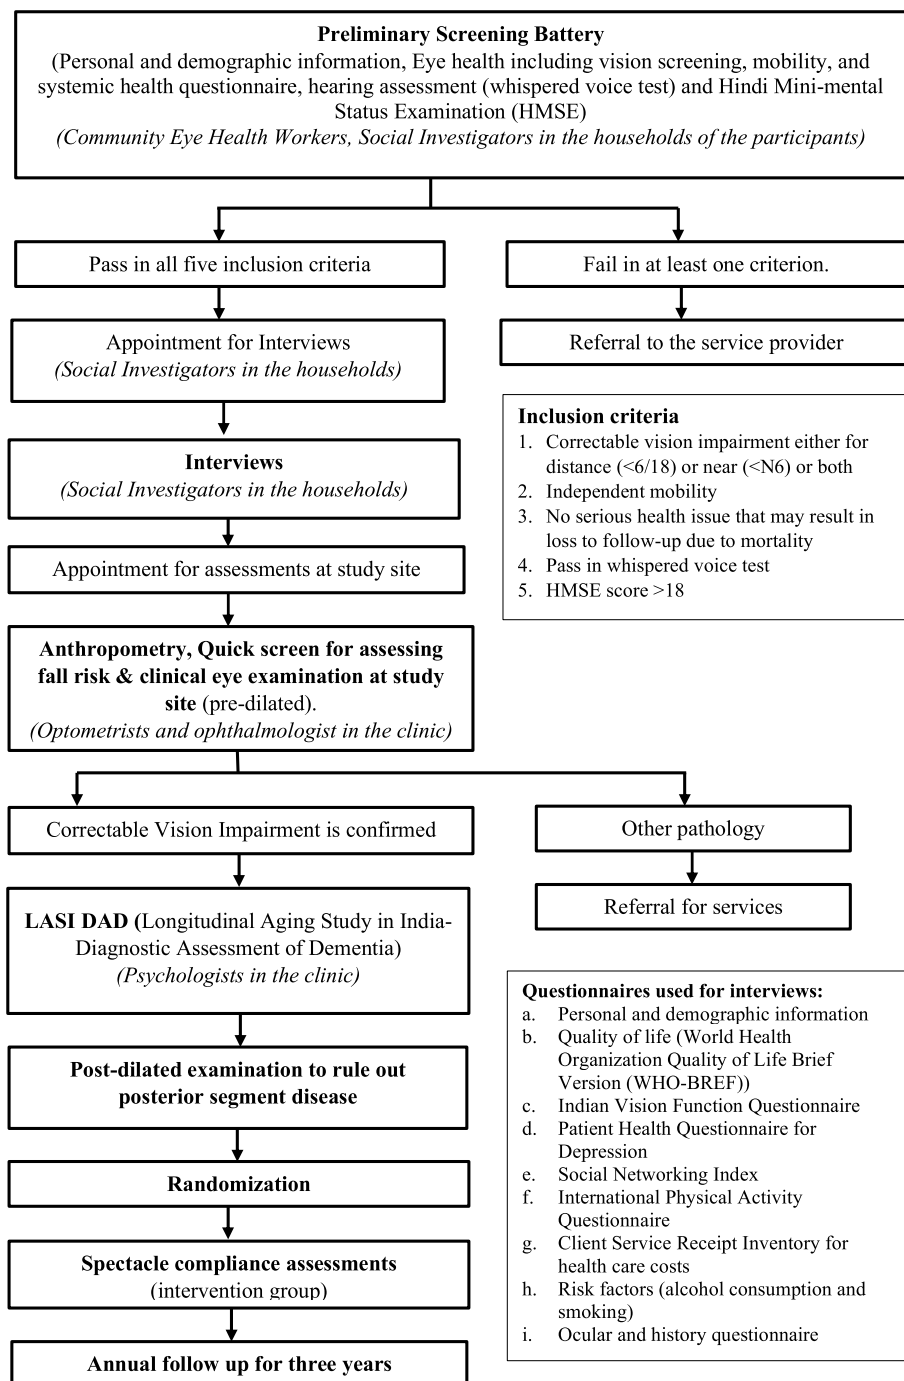 Preliminary Screening Battery
(Personal and demographic information, Eye health including vision screening, mobility, and
systemic health questionnaire, hearing assessment (whispered voice test) and Hindi Mini-mental
Status Examination (HMSE)
(Community Eye Health Workers, Social Investigators in the households of the participants)
Pass in all five inclusion criteria
Fail in at least one criterion.
Appointment for Interviews
(Social Investigators in the households)
Referral to the service provider
Inclusion criteria
1. Correctable vision impairment either for
distance (<6/18) or near (<N6) or both
2. Independent mobility
3. No serious health issue that may result in
loss to follow-up due to mortality
4. Pass in whispered voice test
5. HMSE score >18
Interviews
(Social Investigators in the households)
Appointment for assessments at study site
Anthropometry, Quick screen for assessing
fall risk & clinical eye examination at study
site (pre-dilated).
(Optometrists and ophthalmologist in the clinic)
Correctable Vision Impairment is confirmed
Other pathology
LASI DAD (Longitudinal Aging Study in India-
Diagnostic Assessment of Dementia)
(Psychologists in the clinic)
Referral for services
Post-dilated examination to rule out
posterior segment disease
Randomization
Spectacle compliance assessments
(intervention group)
Annual follow up for three years
Questionnaires used for interviews:
a. Personal and demographic information
b. Quality of life (World Health
Organization Quality of Life Brief
Version (WHO-BREF))
c. Indian Vision Function Questionnaire
d. Patient Health Questionnaire for
Depression
e. Social Networking Index
f. International Physical Activity
Questionnaire
g. Client Service Receipt Inventory for
health care costs
h. Risk factors (alcohol consumption and
smoking)
i. Ocular and history questionnaire